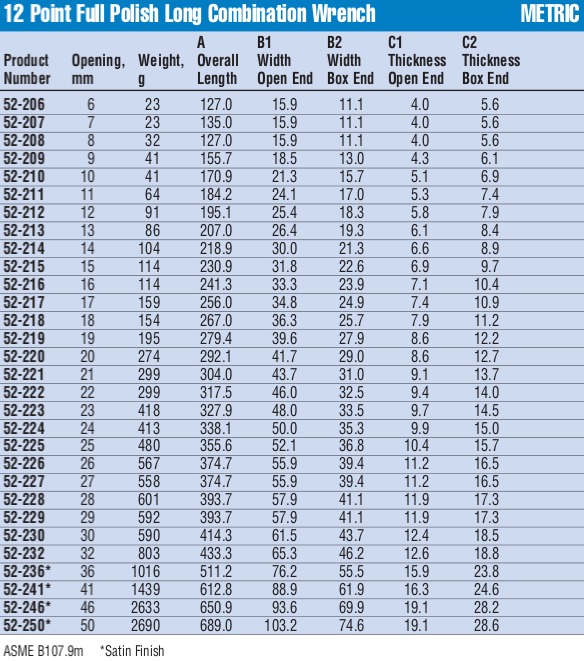 12 Point Full Polish Long Combination Wrench METRIC
A B1 B2 C1 C2
Product Opening, Weight, Overall Width Width Thickness Thickness
Number mm g Length Open End Box End Open End Box End
52-206 6 23 127.0 15.9 11.1 4.0 5.6
52-207 7 23 135.0 15.9 11.1 4.0 5.6
52-208 8 32 127.0 15.9 11.1 4.0 5.6
52-209 9 41 155.7 18.5 13.0 4.3 6.1
52-210 10 41 170.9 21.3 15.7 5.1 6.9
52-211 11 64 184.2 24.1 17.0 5.3 7.4
52-212 12 91 195.1 25.4 18.3 5.8 7.9
52-213 13 86 207.0 26.4 19.3 6.1 8.4
52-214 14 104 218.9 30.0 21.3 6.6 8.9
52-215 15 114 230.9 31.8 22.6 6.9 9.7
52-216 16 114 241.3 33.3 23.9 7.1 10.4
52-217 17 159 256.0 34.8 24.9 7.4 10.9
52-218 18 154 267.0 36.3 25.7 7.9 11.2
52-219 19 195 279.4 39.6 27.9 8.6 12.2
52-220 20 274 292.1 41.7 29.0 8.6 12.7
52-221 21 299 304.0 43.7 31.0 9.1 13.7
52-222 22 299 317.5 46.0 32.5 9.4 14.0
52-223 23 418 327.9 48.0 33.5 9.7 14.5
52-224 24 413 338.1 50.0 35.3 9.9 15.0
52-225 25 480 355.6 52.1 36.8 10.4 15.7
52-226 26 567 374.7 55.9 39.4 11.2 16.5
52-227 27 558 374.7 55.9 39.4 11.2 16.5
52-228 28 601 393.7 57.9 41.1 11.9 17.3
52-229 29 592 393.7 57.9 41.1 11.9 17.3
52-230 30 590 414.3 61.5 43.7 12.4 18.5
52-232 32 803 433.3 65.3 46.2 12.6 18.8
52-236* 36 1016 511.2 76.2 55.5 15.9 23.8
52-241* 41 1439 612.8 88.9 61.9 16.3 24.6
52-246* 46 2633 650.9 93.6 69.9 19.1 28.2
52-250* 50 2690 689.0 103.2 74.6 19.1 28.6
ASME B107.9m *Satin Finish